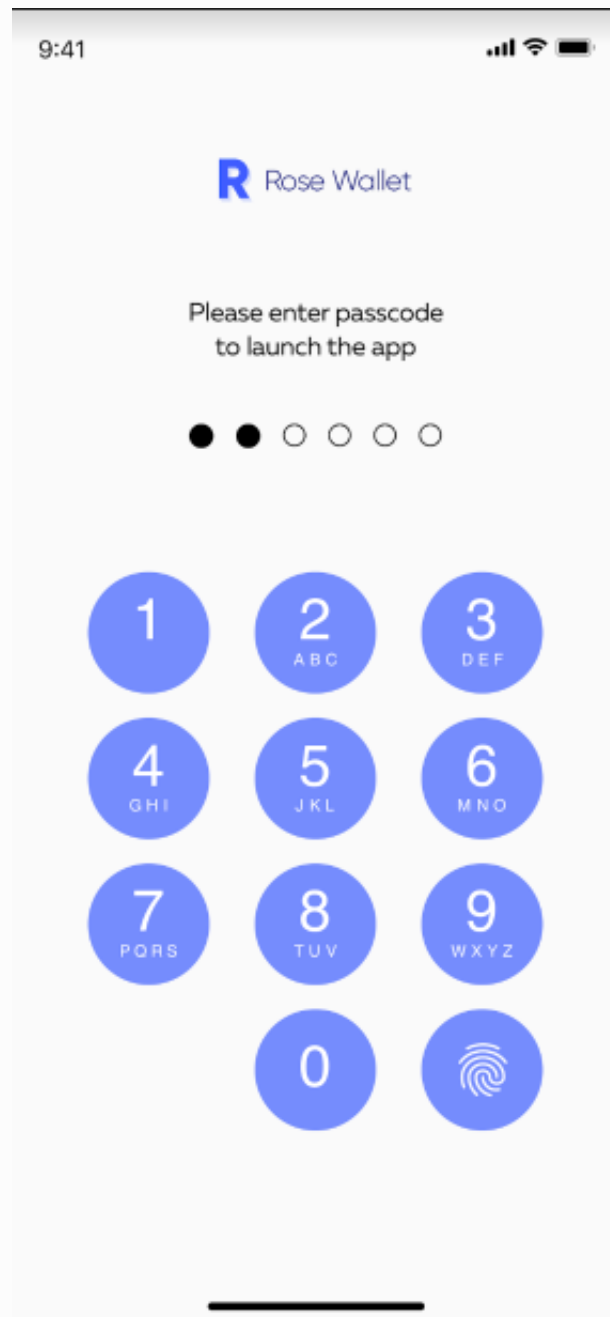 9:41
R Rose Wallet
Please enter passcode
to launch the app
1 2 3
ABC DEF
4 5 6
GHI JKL MNO
7 8 9
PQRS TUV WXYZ
0